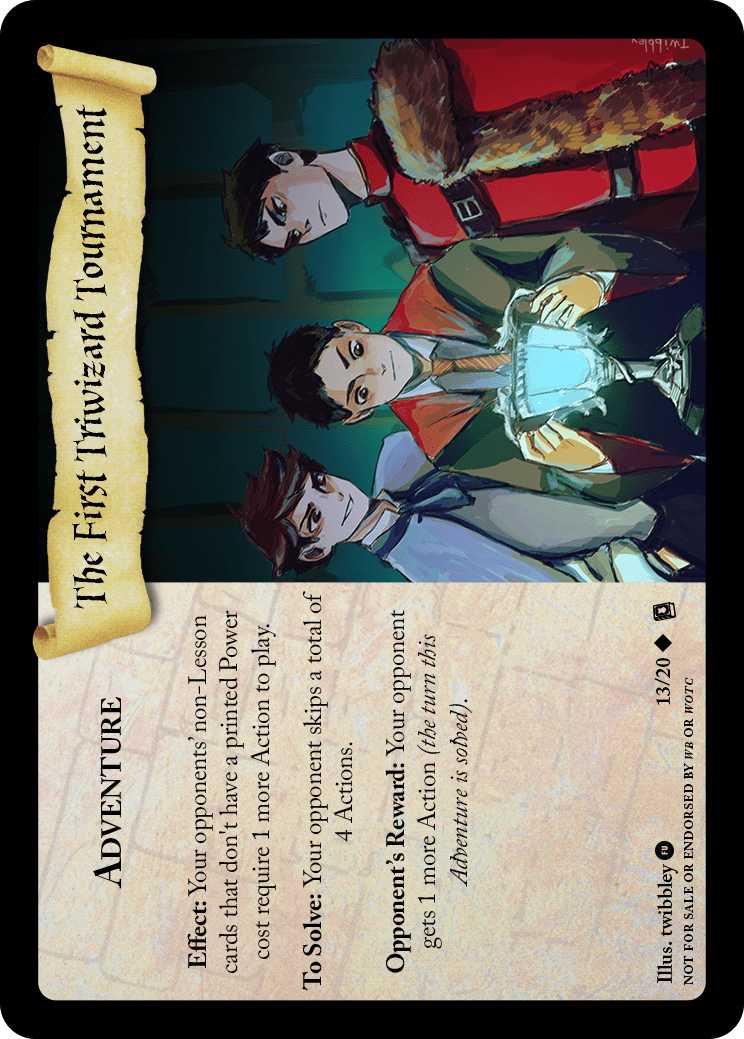 The First Triwizard Tournament
ADVENTURE
Effect: Your opponents' non-Lesson
cards that don't have a printed Power
cost require 1 more Action to play.
To Solve: Your opponent skips a total of
4 Actions.
Opponent's Reward: Your opponent
gets 1 more Action (the turn this
Adventure is solved).
Illus. twibbley FU 13/20
NOT FOR SALE OR ENDORSED BY WB OR WOTC
Twibbley